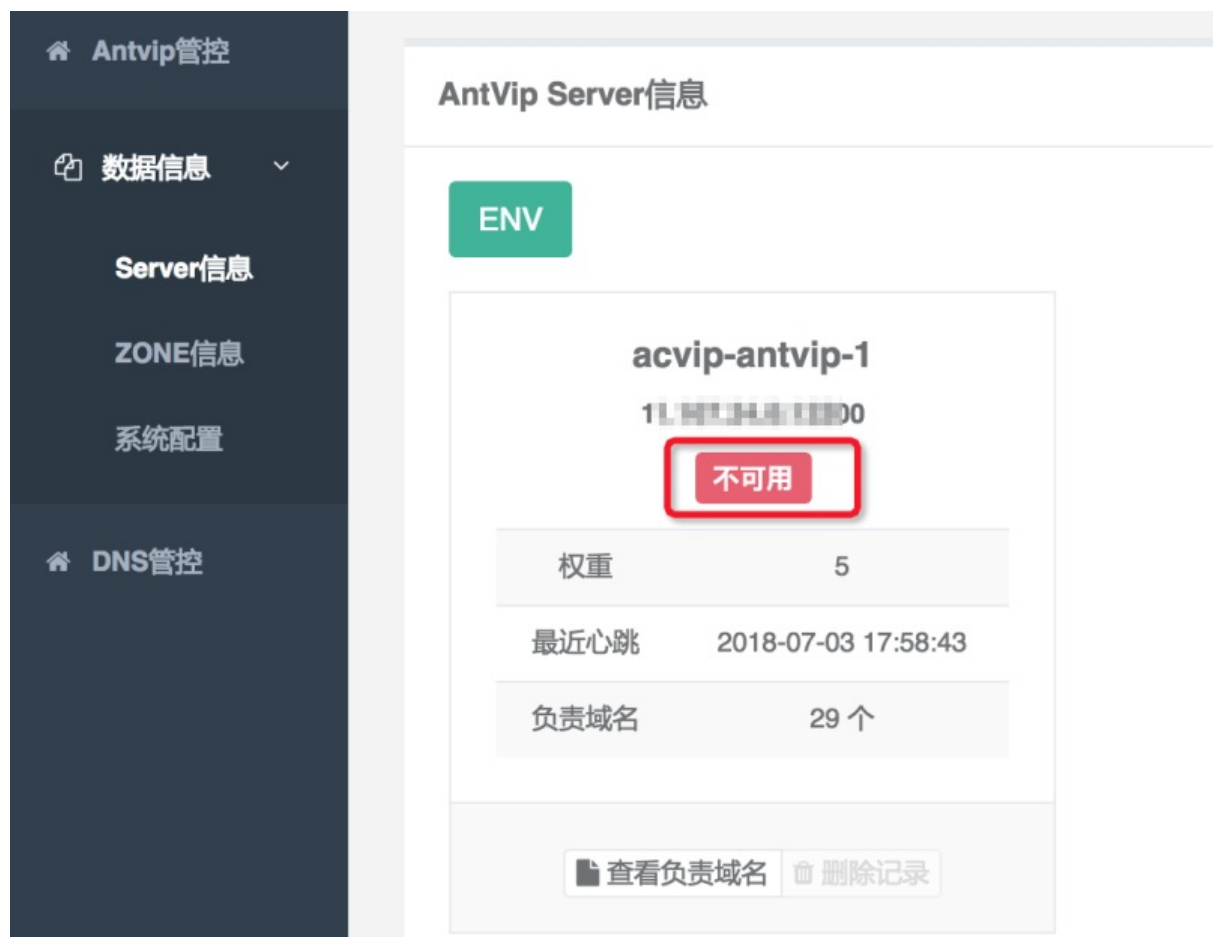 Antvip管控
数据信息
Server信息
ZONE信息
系统配置
DNS管控
AntVip Server信息
ENV
acvip-antvip-1
不可用
权重 5
最近心跳 2018-07-03 17:58:43
负责域名 29 个
查看负责域名 删除记录